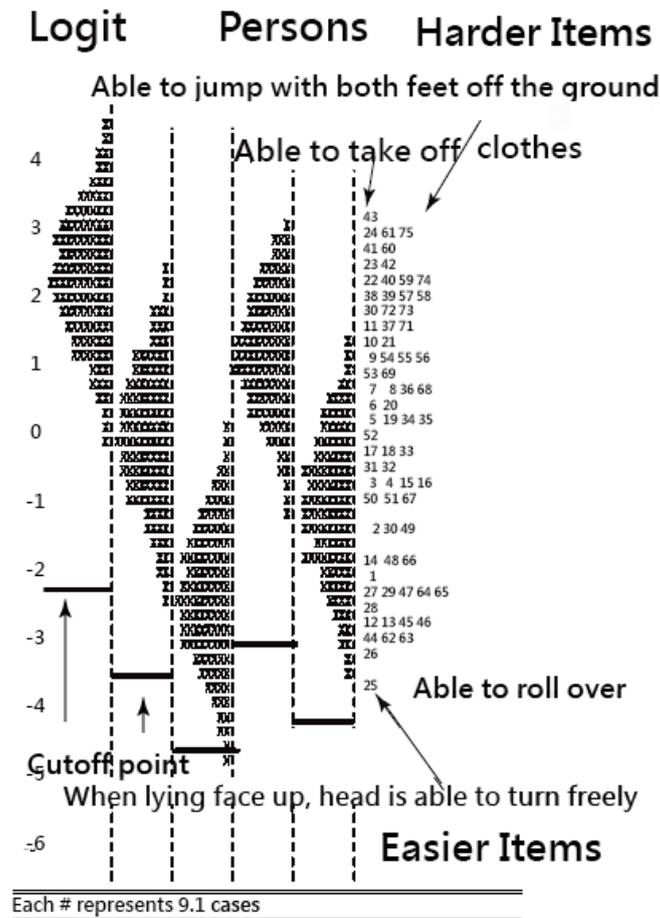 Logit Persons Harder Items
Able to jump with both feet off the ground
Able to take off clothes
4
43
3
24 61 75
41 60
23 42
22 40 59 74
2
38 39 57 58
30 72 73
11 37 71
10 21
1
9 54 55 56
53 69
7 8 36 68
6 20
5 19 34 35
0
52
17 18 33
31 32
3 4 15 16
-1
50 51 67
2 30 49
14 48 66
-2
1
27 29 47 64 65
28
12 13 45 46
-3
44 62 63
26
25 Able to roll over
-4
Cutoff point
-5
When lying face up, head is able to turn freely
-6
Easier Items
Each # represents 9.1 cases